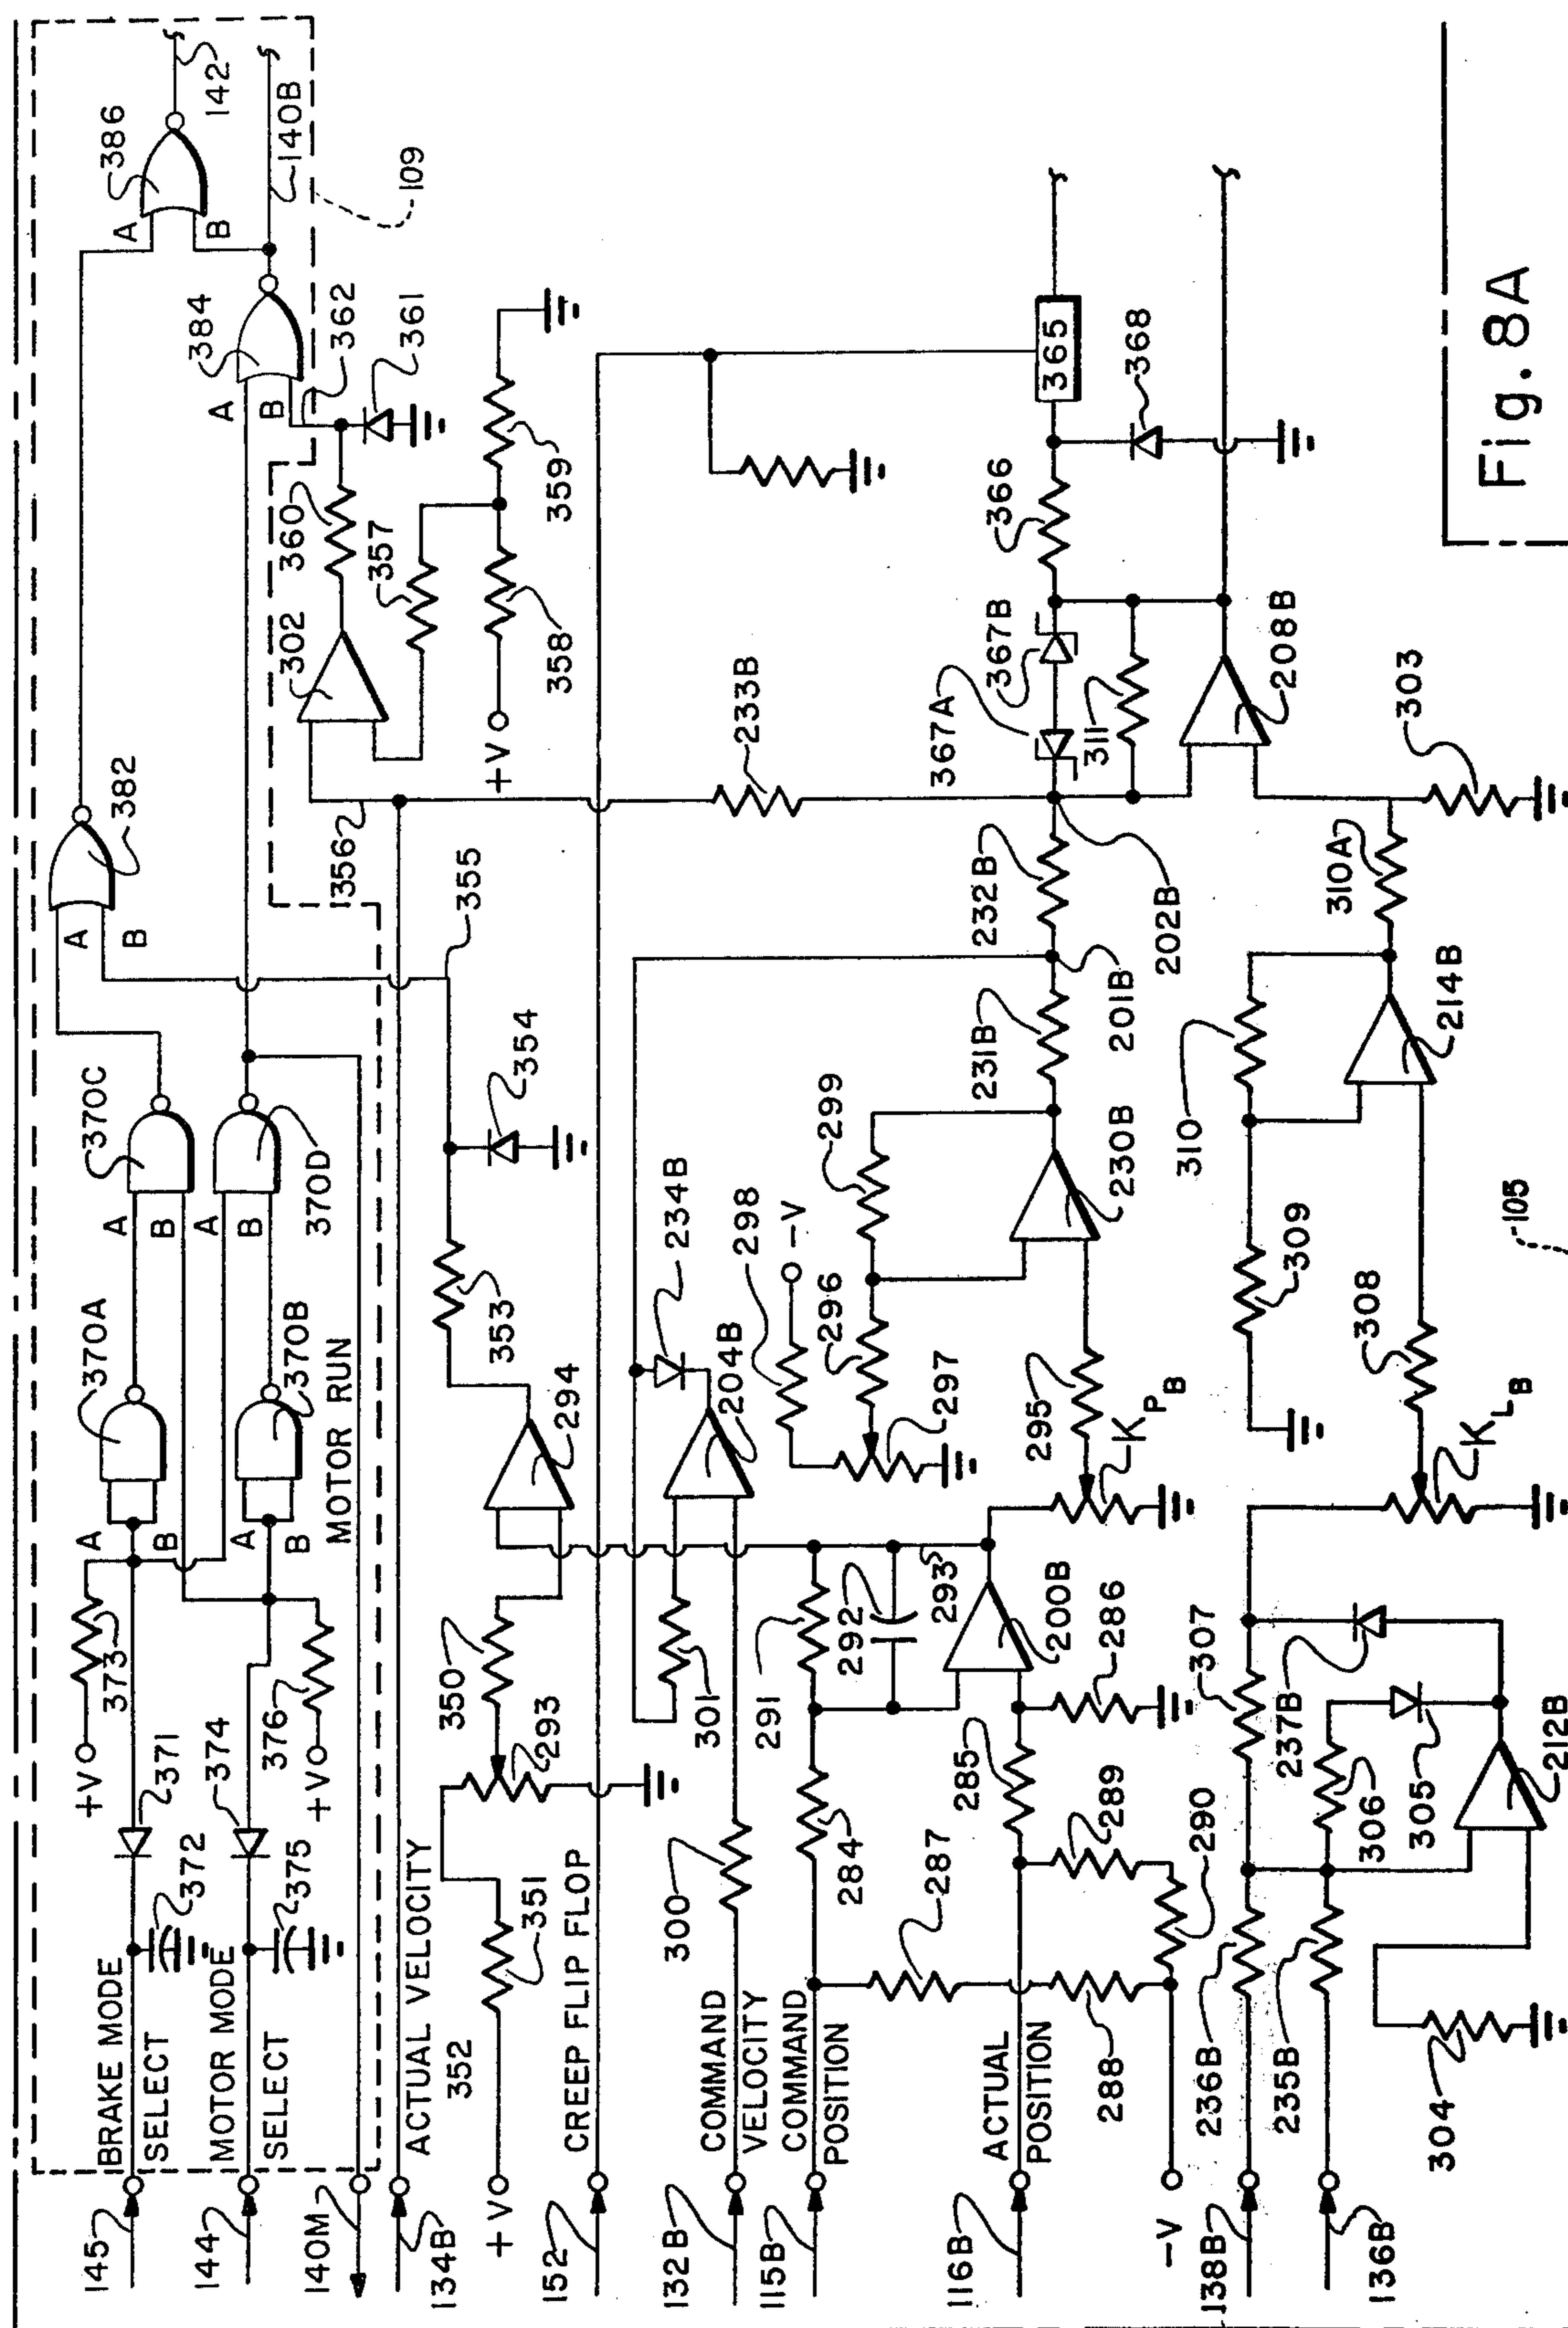 145
BRAKE MODE
SELECT
371
372
+V
373
A
B
370A
A
B
370C
A
B
382
A
B
386
142
144
MOTOR MODE
SELECT
374
375
376
+V
A
B
370B
A
B
370D
A
B
384
140B
140M
MOTOR RUN
109
134B
ACTUAL VELOCITY
356
302
360
362
361
357
+V
358
359
+V
352
351
350
293
294
353
354
355
152
CREEP FLIP FLOP
132B
COMMAND
VELOCITY
300
301
204B
234B
298
-V
296
297
299
233B
115B
COMMAND
POSITION
284
291
292
293
287
288
116B
ACTUAL
POSITION
285
286
289
290
200B
-V
295
KPB
230B
231B
201B
232B
202B
367A
367B
311
366
365
368
208B
303
138B
236B
136B
235B
304
307
237B
306
305
212B
KLB
308
309
310
214B
310A
105
Fig. 8A